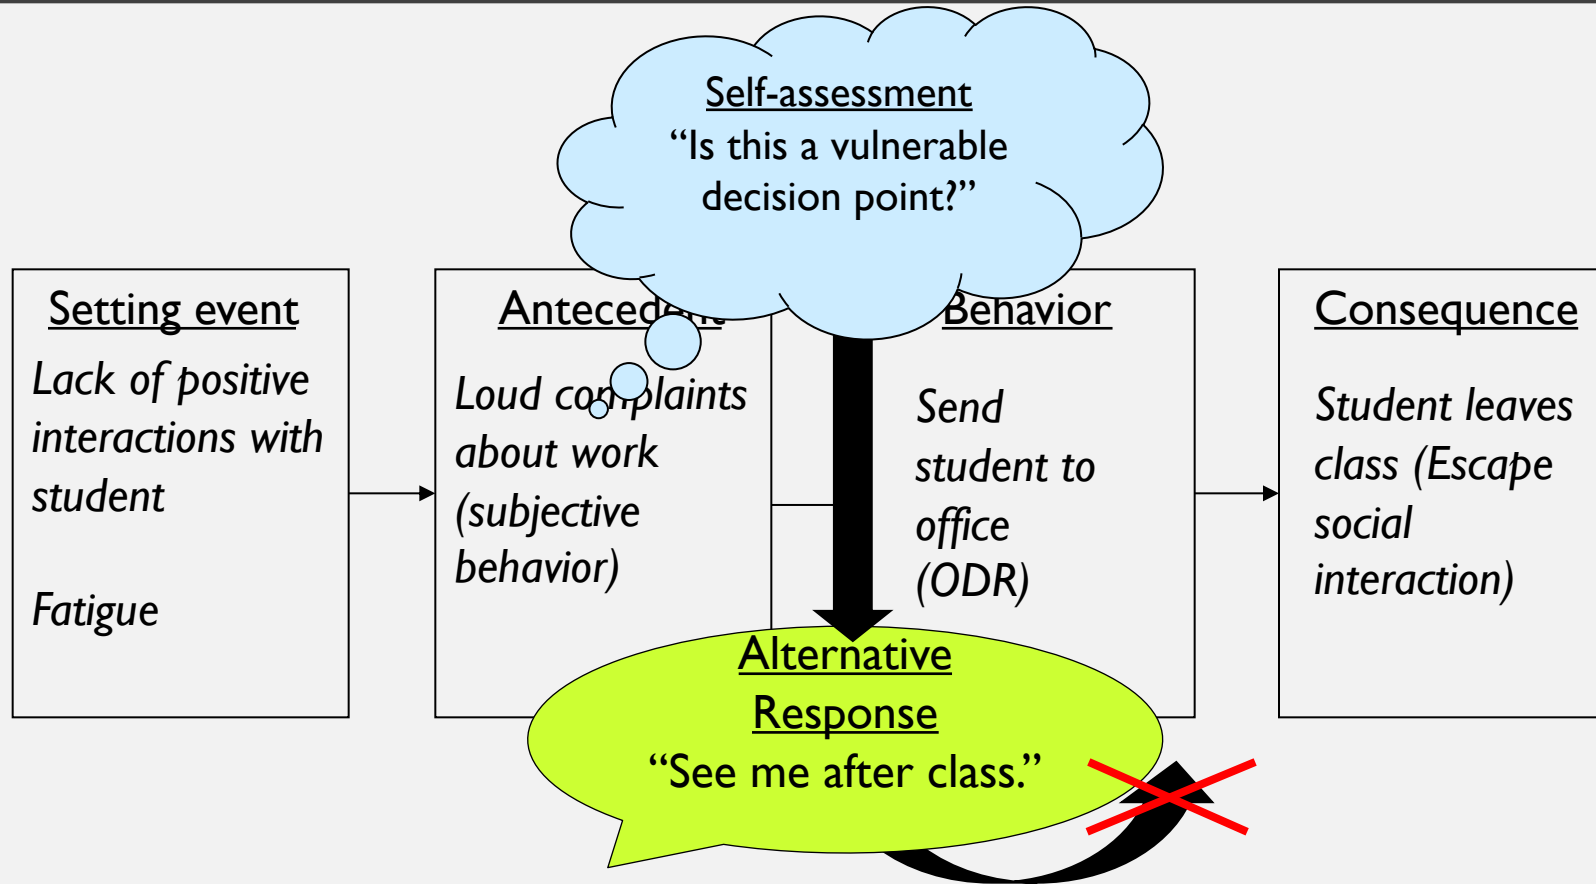 Self-assessment
“Is this a vulnerable
decision point?”
Setting event
Lack of positive
interactions with
student
Fatigue
Antecedent
Loud complaints
about work
(subjective
behavior)
Behavior
Send
student to
office
(ODR)
Consequence
Student leaves
class (Escape
social
interaction)
Alternative
Response
“See me after class.”